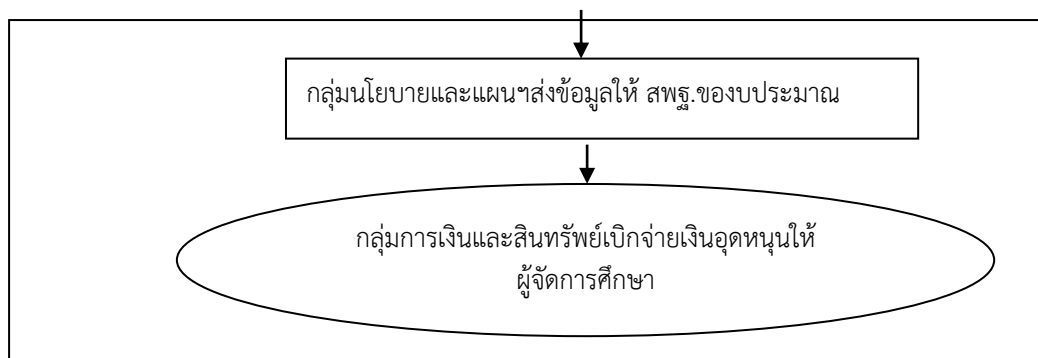 กลุ่มนโยบายและแผนฯส่งข้อมูลให้ สพฐ.ของบประมาณ
กลุ่มการเงินและสินทรัพย์เบิกจ่ายเงินอุดหนุนให้
ผู้จัดการศึกษา